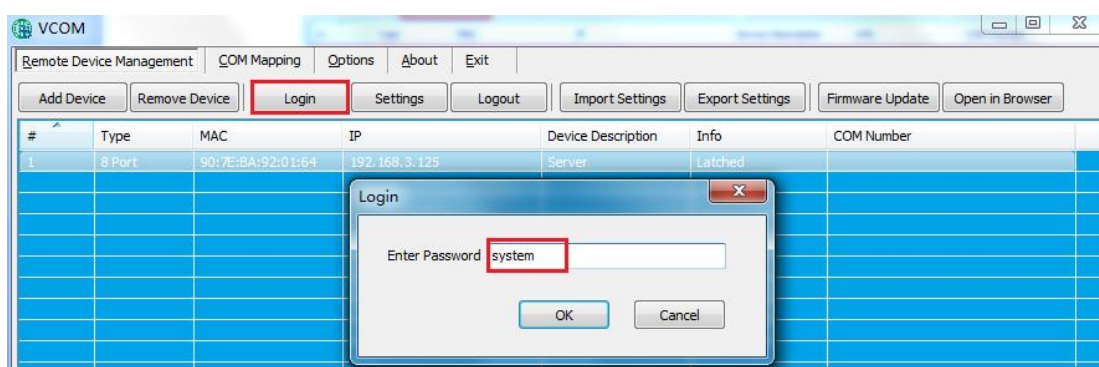 VCOM
Remote Device Management COM Mapping Options About Exit
Add Device Remove Device Login Settings Logout Import Settings Export Settings Firmware Update Open in Browser
# Type MAC IP Device Description Info COM Number
1 8 Port 90:7E:BA:92:01:64 192.168.3.125 Server Latched
Login
Enter Password system
OK Cancel